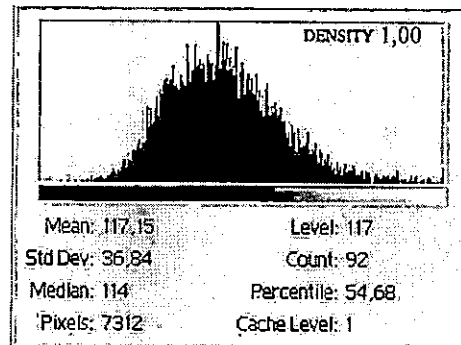 DENSITY 1,00
Mean: 117,15 Level: 117
Std Dev: 36,84 Count: 92
Median: 114 Percentile: 54,68
Pixels: 7312 Cache Level: 1